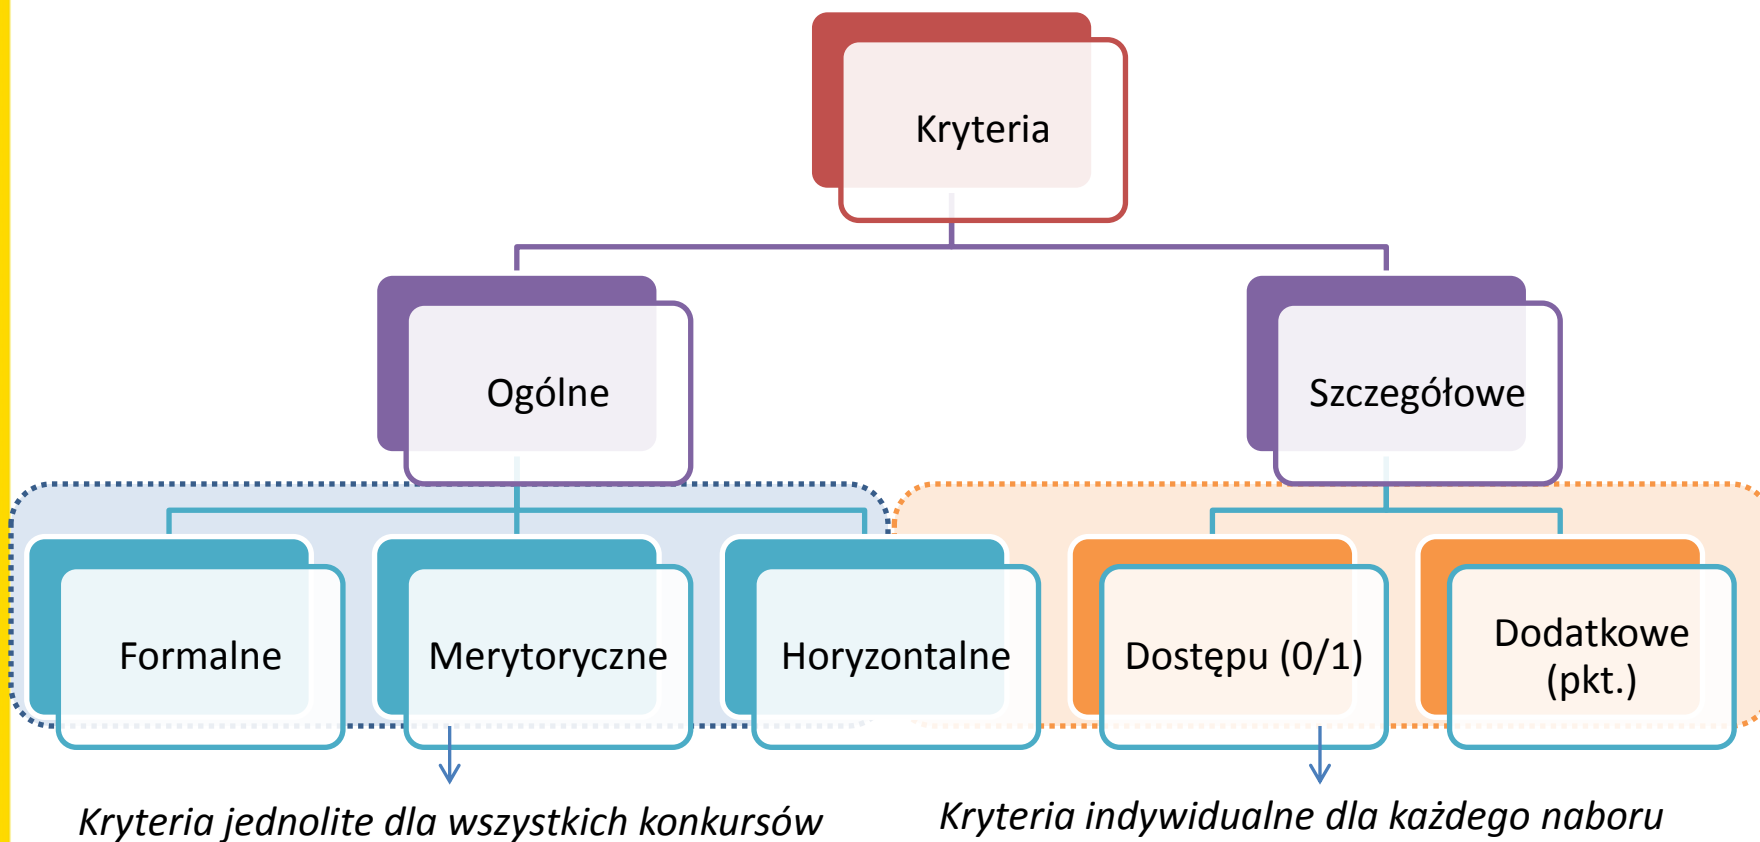 Kryteria
Ogólne
Szczegółowe
Formalne
Merytoryczne
Horyzontalne
Dostępu (0/1)
Dodatkowe
(pkt.)
Kryteria jednolite dla wszystkich konkursów
Kryteria indywidualne dla każdego naboru